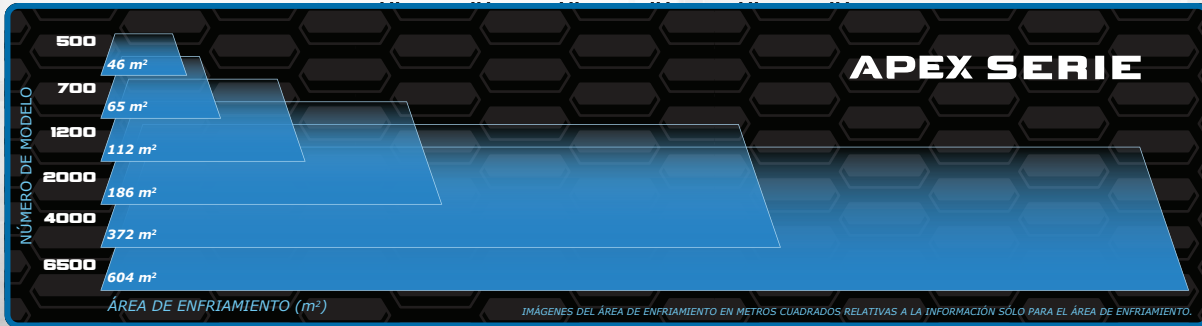 APEX SERIE
NÚMERO DE MODELO
500
46 m²
700
65 m²
1200
112 m²
2000
186 m²
4000
372 m²
6500
604 m²
ÁREA DE ENFRIAMIENTO (m²)
IMÁGENES DEL ÁREA DE ENFRIAMIENTO EN METROS CUADRADOS RELATIVAS A LA INFORMACIÓN SÓLO PARA EL ÁREA DE ENFRIAMIENTO.